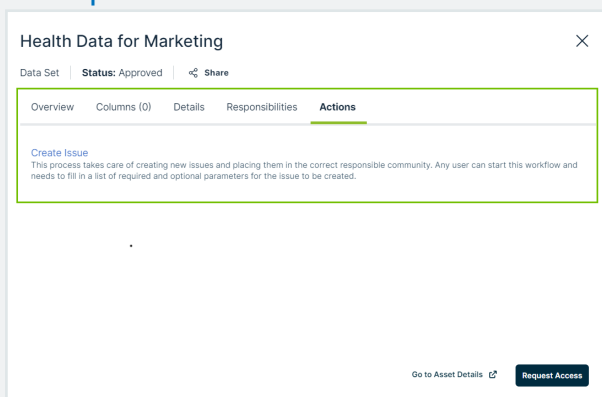 Health Data for Marketing
Data Set Status: Approved Share
Overview Columns (0) Details Responsibilities Actions
Create Issue
This process takes care of creating new issues and placing them in the correct responsible community. Any user can start this workflow and
needs to fill in a list of required and optional parameters for the issue to be created.
Go to Asset Details Request Access